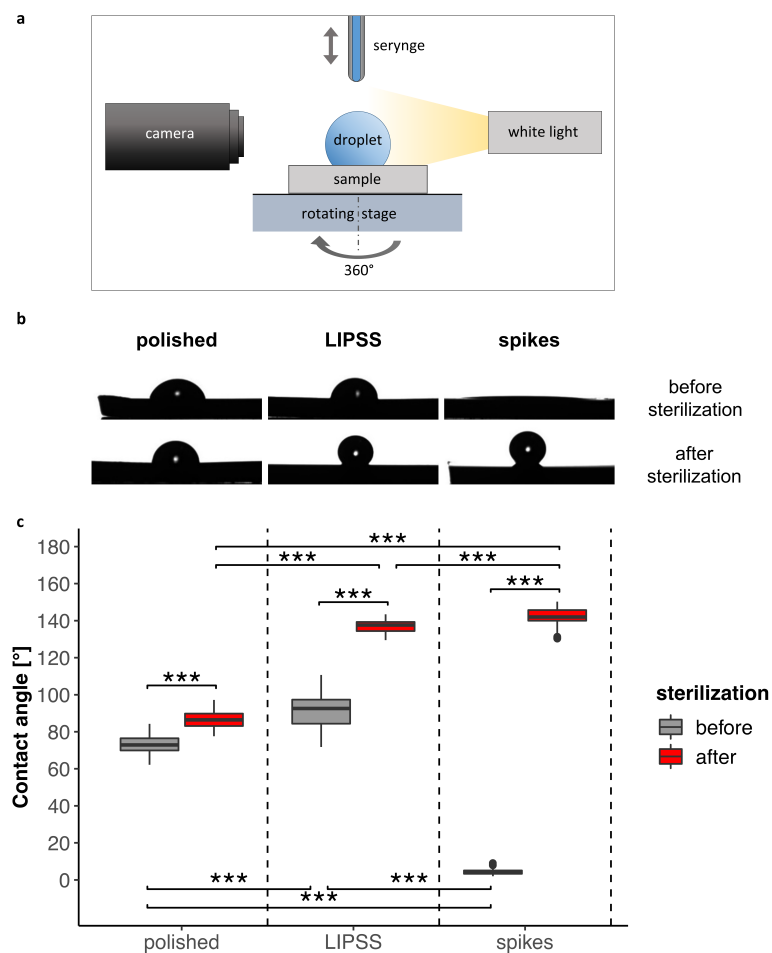 a
serynge
camera
droplet
white light
sample
rotating stage
360°
b
polished LIPSS spikes
before
sterilization
after
sterilization
c
180
160
140
120
100
80
60
40
20
0
Contact angle [°]
***
***
***
***
***
***
***
***
***
sterilization
before
after
polished LIPSS spikes